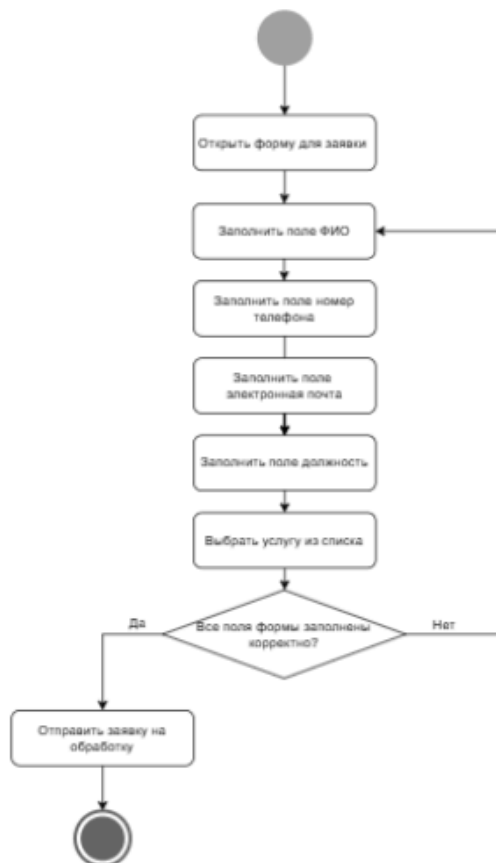 Открыть форму для заявки
Заполнить поле ФИО
Заполнить поле номер
телефона
Заполнить поле
электронная почта
Заполнить поле должность
Выбрать услугу из списка
Все поля формы заполнены
корректно?
Да
Нет
Отправить заявку на
обработку